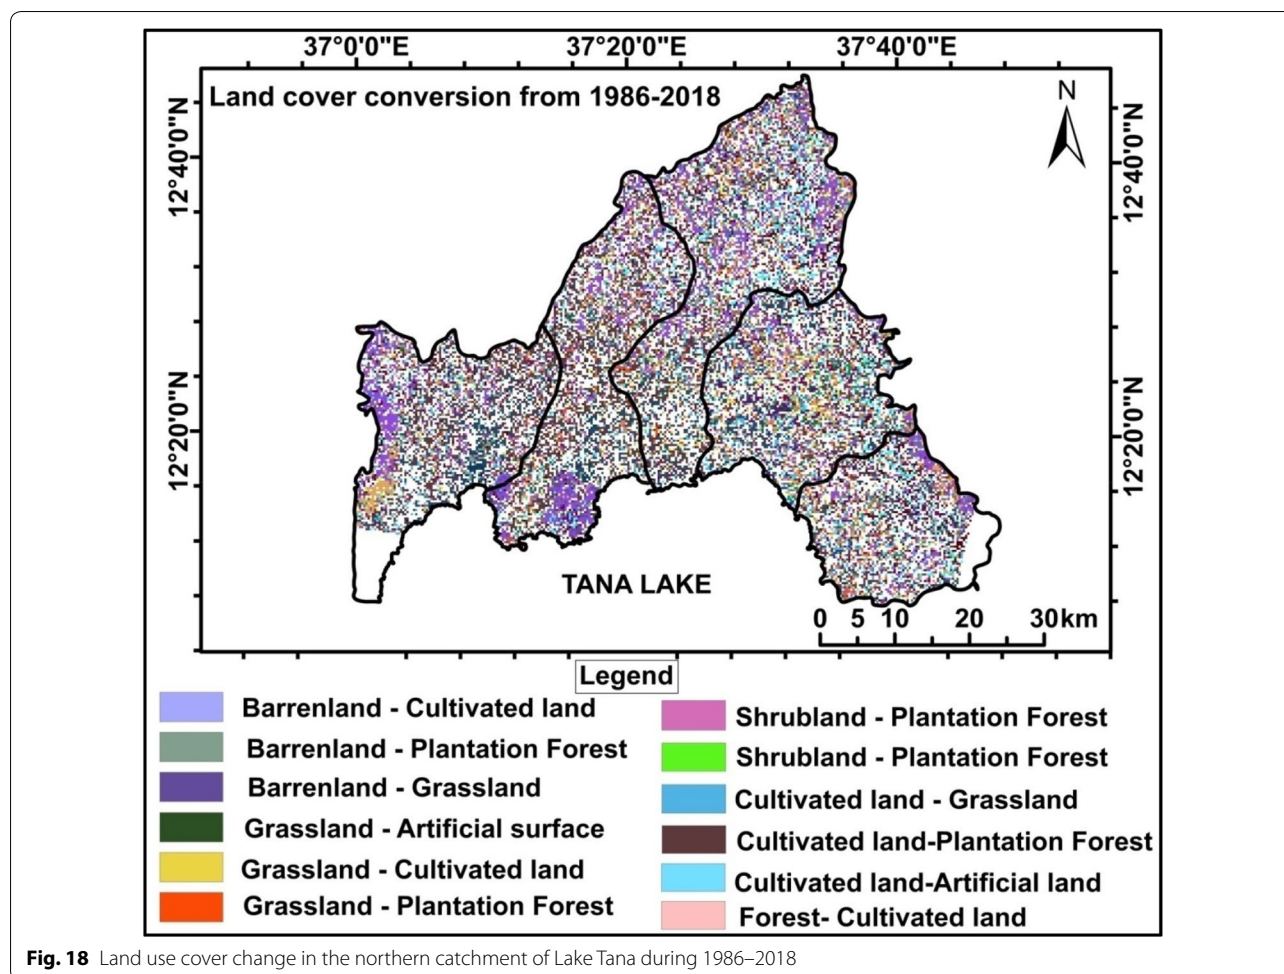 37°0'0"E 37°20'0"E 37°40'0"E
Land cover conversion from 1986-2018
N
12°40'0"N
12°40'0"N
12°20'0"N
12°20'0"N
TANA LAKE
0 5 10 20 30km
Legend
Barrenland - Cultivated land
Barrenland - Plantation Forest
Barrenland - Grassland
Grassland - Artificial surface
Grassland - Cultivated land
Grassland - Plantation Forest
Shrubland - Plantation Forest
Shrubland - Plantation Forest
Cultivated land - Grassland
Cultivated land-Plantation Forest
Cultivated land-Artificial land
Forest- Cultivated land
Fig. 18 Land use cover change in the northern catchment of Lake Tana during 1986–2018